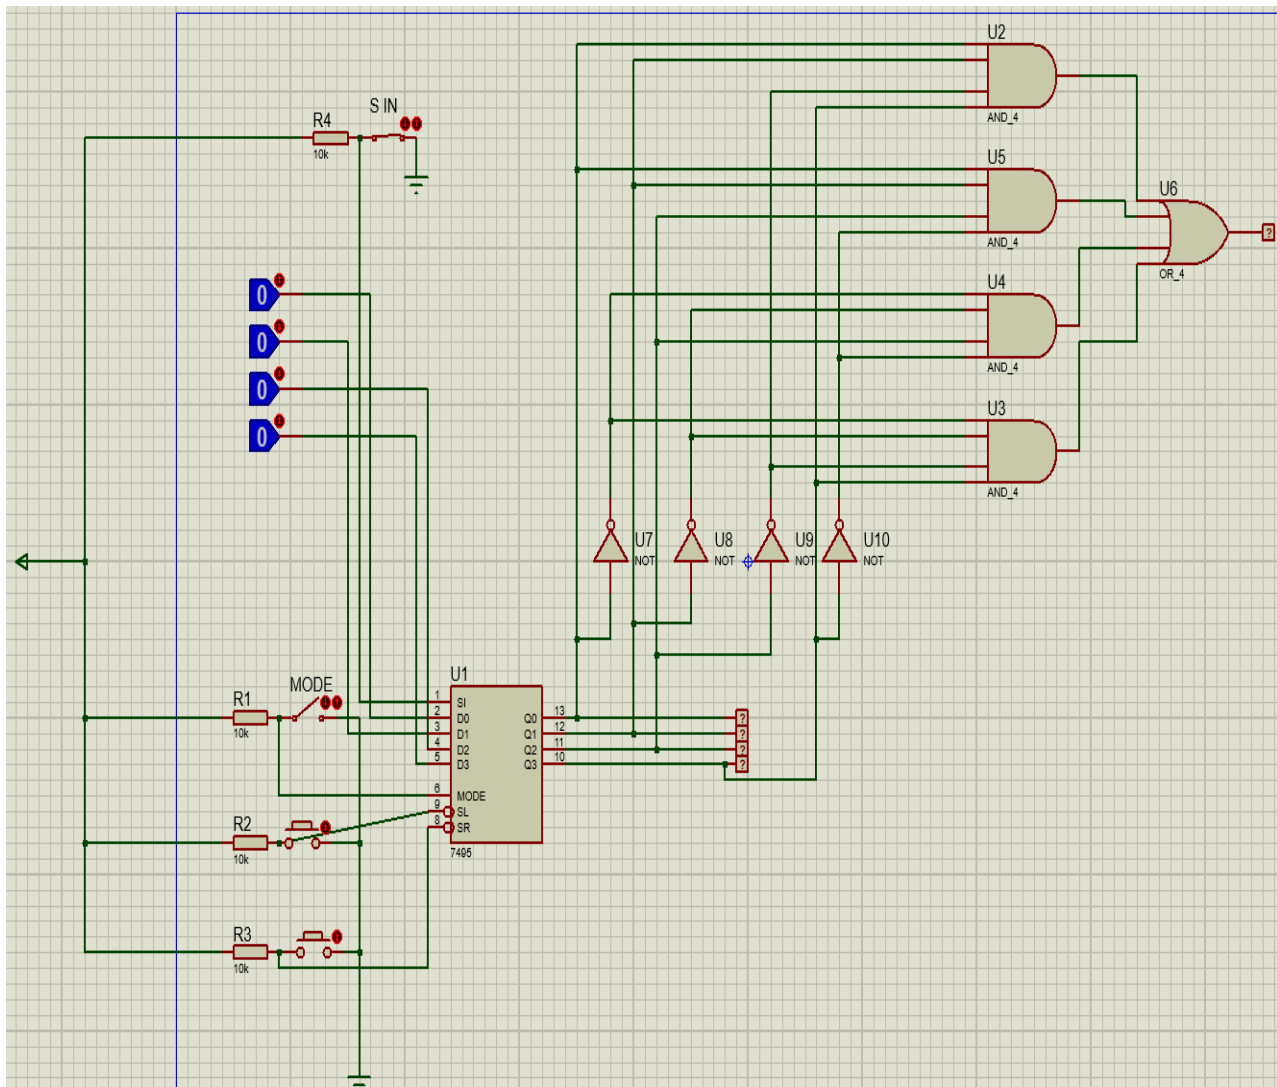 U2
AND_4
S IN
R4
10k
U5
AND_4
U6
OR_4
0
0
0
0
U4
AND_4
U3
AND_4
U7
NOT
U8
NOT
U9
NOT
U10
NOT
U1
R1
10k
MODE
1 SI
2 D0 Q0 13 ?
3 D1 Q1 12 ?
4 D2 Q2 11 ?
5 D3 Q3 10 ?
6 MODE
9 SL
8 SR
7495
R2
10k
R3
10k
?